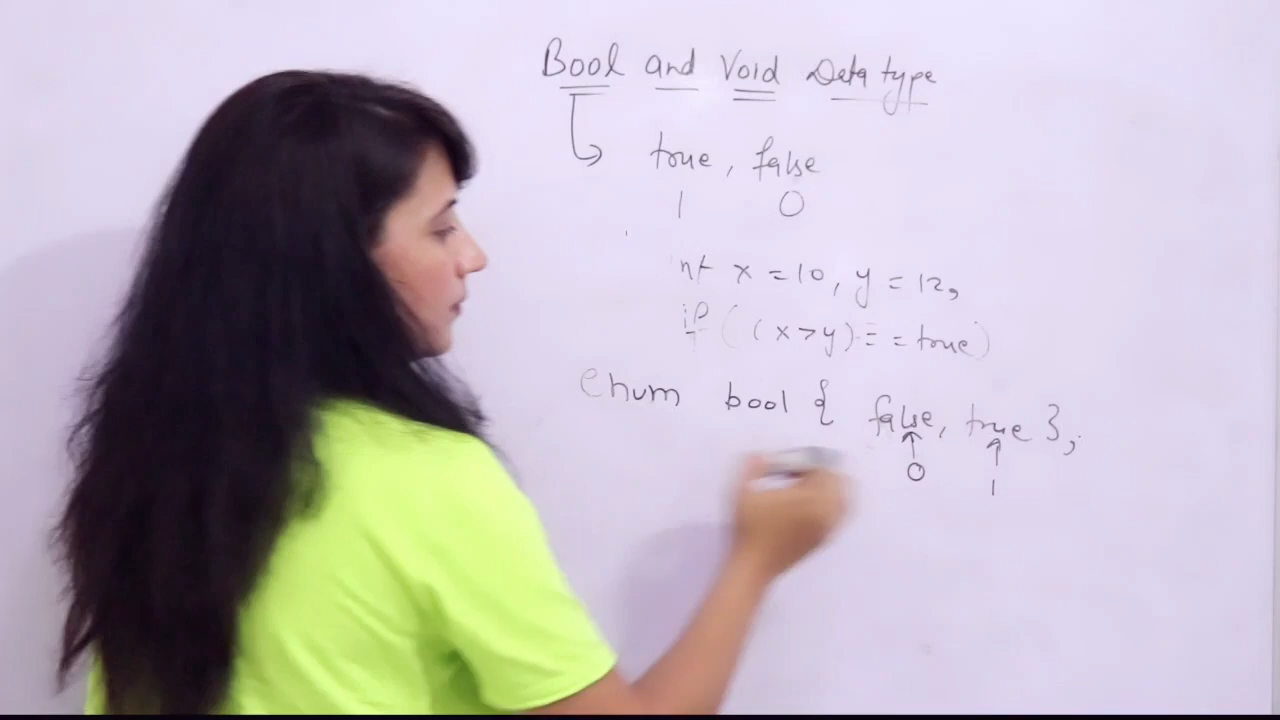 Bool and Void Data type
true, false
1 0
int x = 10, y = 12,
if ((x>y) == true)
enum bool { false, true };
0 1